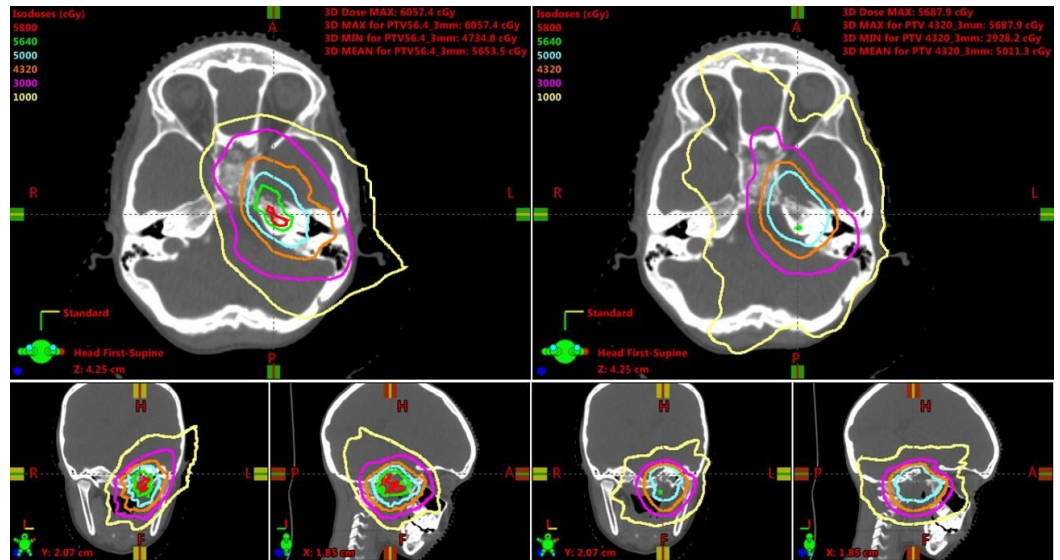 Isodoses (cGy)
5800
5640
5000
4320
3000
1000
3D Dose MAX: 6057.4 cGy
3D MAX for PTV56.4_3mm: 6057.4 cGy
3D MIN for PTV56.4_3mm: 4734.8 cGy
3D MEAN for PTV56.4_3mm: 5653.5 cGy
A
R
L
Standard
Head First-Supine
Z: 4.25 cm
P
Isodoses (cGy)
5800
5640
5000
4320
3000
1000
3D Dose MAX: 5687.9 cGy
3D MAX for PTV 4320_3mm: 5687.9 cGy
3D MIN for PTV 4320_3mm: 2928.2 cGy
3D MEAN for PTV 4320_3mm: 5011.3 cGy
A
R
L
Standard
Head First-Supine
Z: 4.25 cm
P
H
R
L
F
Y: 2.07 cm
H
P
A
F
X: 1.85 cm
H
R
L
F
Y: 2.07 cm
H
P
A
F
X: 1.85 cm